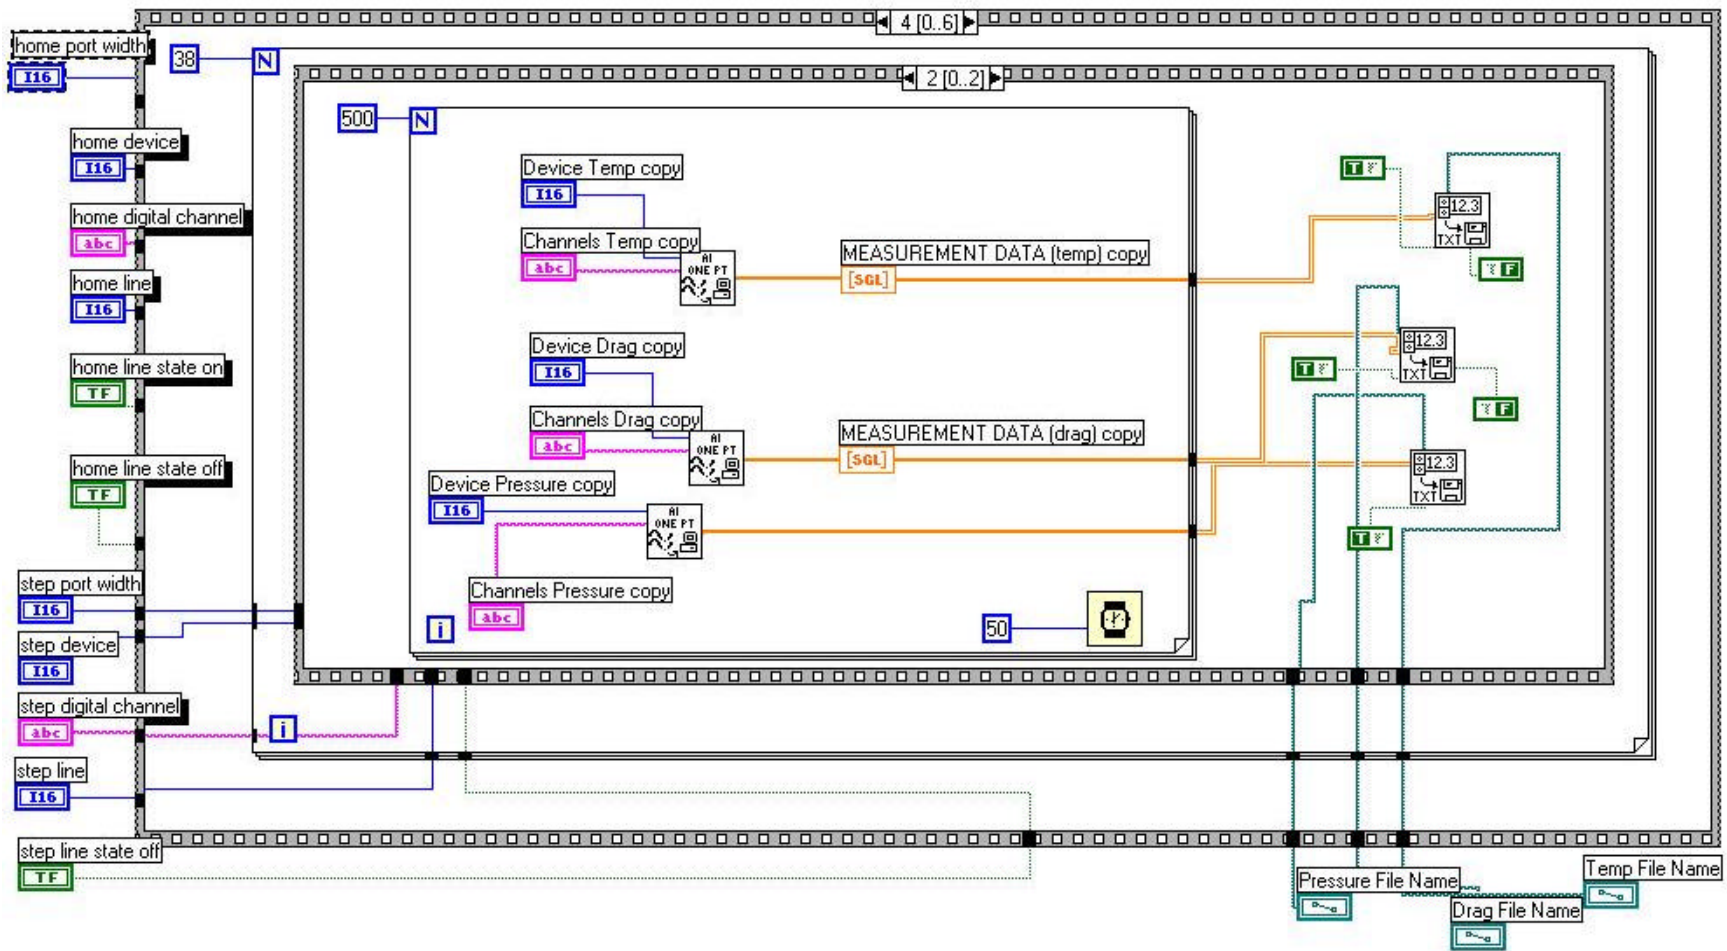 4 [0..6]
home port width
I16
38
N
2 [0..2]
500
N
home device
I16
Device Temp copy
I16
T F
12.3
TXT
home digital channel
abc
Channels Temp copy
abc
AI
ONE PT
MEASUREMENT DATA (temp) copy
[SGL]
T F
home line
I16
Device Drag copy
I16
12.3
TXT
T F
home line state on
TF
Channels Drag copy
abc
AI
ONE PT
MEASUREMENT DATA (drag) copy
[SGL]
T F
home line state off
TF
Device Pressure copy
I16
AI
ONE PT
12.3
TXT
T F
step port width
I16
Channels Pressure copy
abc
i
50
step device
I16
step digital channel
abc
i
step line
I16
step line state off
TF
Pressure File Name
Temp File Name
Drag File Name